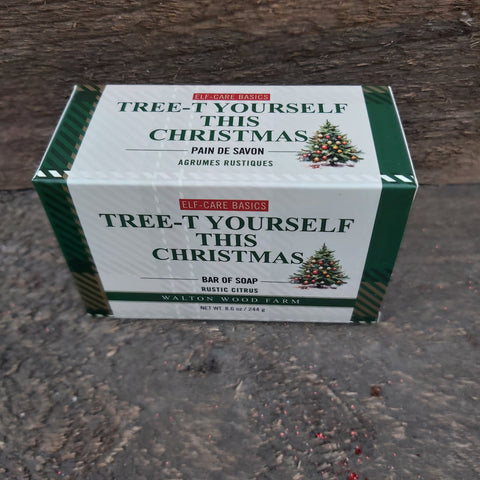 ELF-CARE BASICS
TREE-T YOURSELF
THIS
CHRISTMAS
PAIN DE SAVON
AGRUMES RUSTIQUES
ELF-CARE BASICS
TREE-T YOURSELF
THIS
CHRISTMAS
BAR OF SOAP
RUSTIC CITRUS
WALTON WOOD FARM
NET WT. 8.6 oz / 244 g